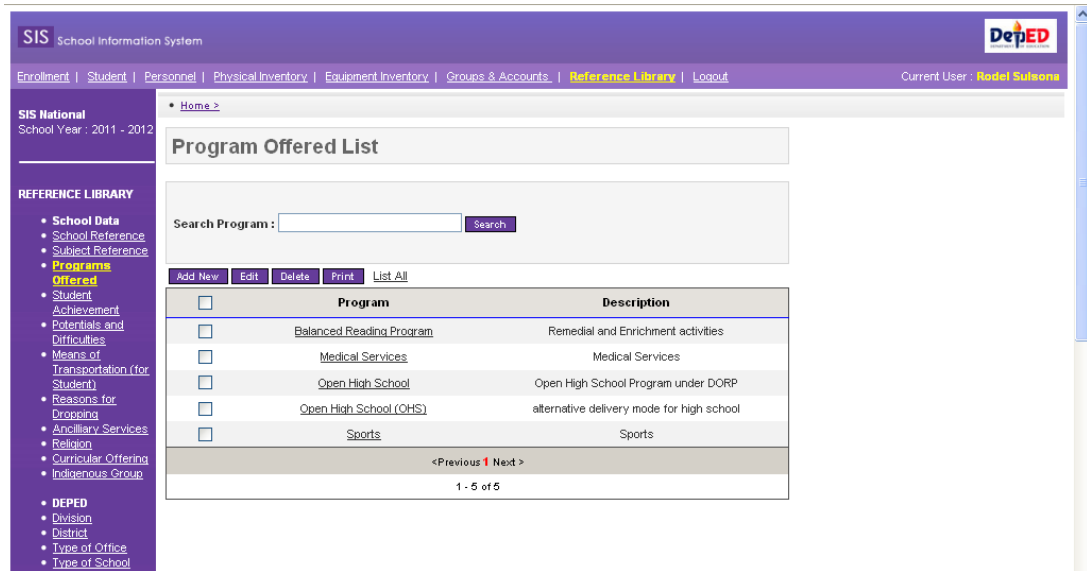 SIS School Information System
DepED
DEPARTMENT OF EDUCATION
Enrollment | Student | Personnel | Physical Inventory | Equipment Inventory | Groups & Accounts | Reference Library | Logout
Current User : Rodel Sulsona
SIS National
School Year : 2011 - 2012
REFERENCE LIBRARY
• School Data
• School Reference
• Subject Reference
• Programs
Offered
• Student
Achievement
• Potentials and
Difficulties
• Means of
Transportation (for
Student)
• Reasons for
Dropping
• Ancilliary Services
• Religion
• Curricular Offering
• Indigenous Group
• DEPED
• Division
• District
• Type of Office
• Type of School
• Home >
Program Offered List
Search Program : Search
Add New Edit Delete Print List All
Program Description
Balanced Reading Program Remedial and Enrichment activities
Medical Services Medical Services
Open High School Open High School Program under DORP
Open High School (OHS) alternative delivery mode for high school
Sports Sports
<Previous 1 Next >
1 - 5 of 5